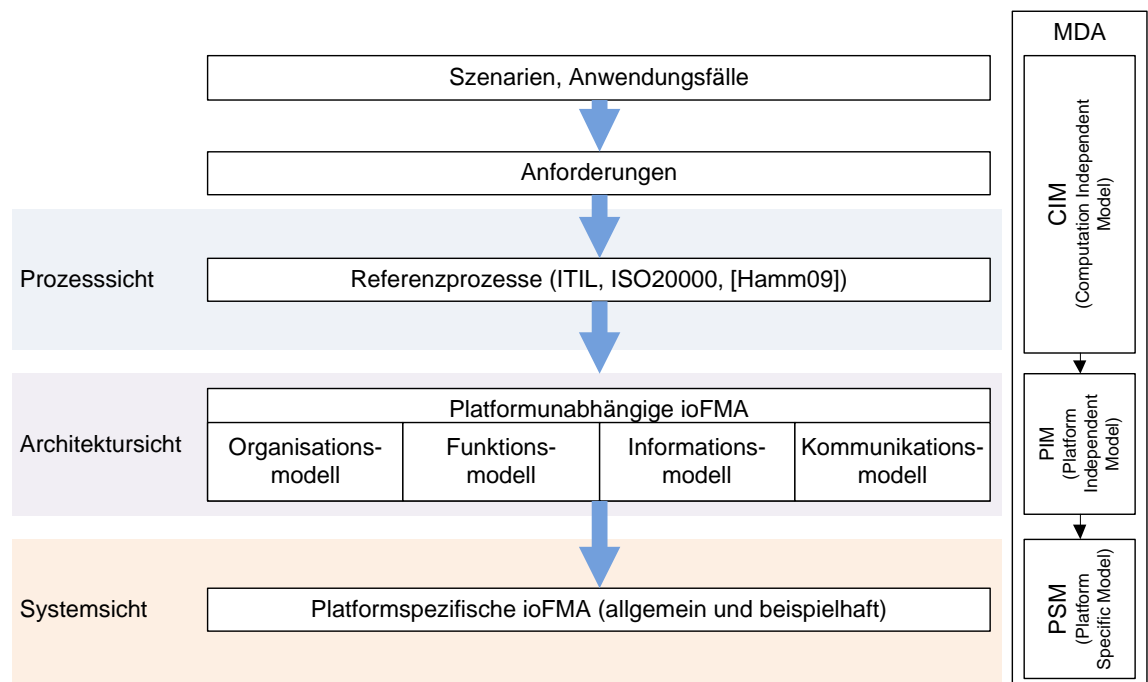 Szenarien, Anwendungsfälle
Anforderungen
Prozesssicht
Referenzprozesse (ITIL, ISO20000, [Hamm09])
Architektursicht
Platformunabhängige ioFMA
Organisations-
modell
Funktions-
modell
Informations-
modell
Kommunikations-
modell
Systemsicht
Platformspezifische ioFMA (allgemein und beispielhaft)
MDA
CIM
(Computation Independent
Model)
PIM
(Platform
Independent
Model)
PSM
(Platform
Specific Model)